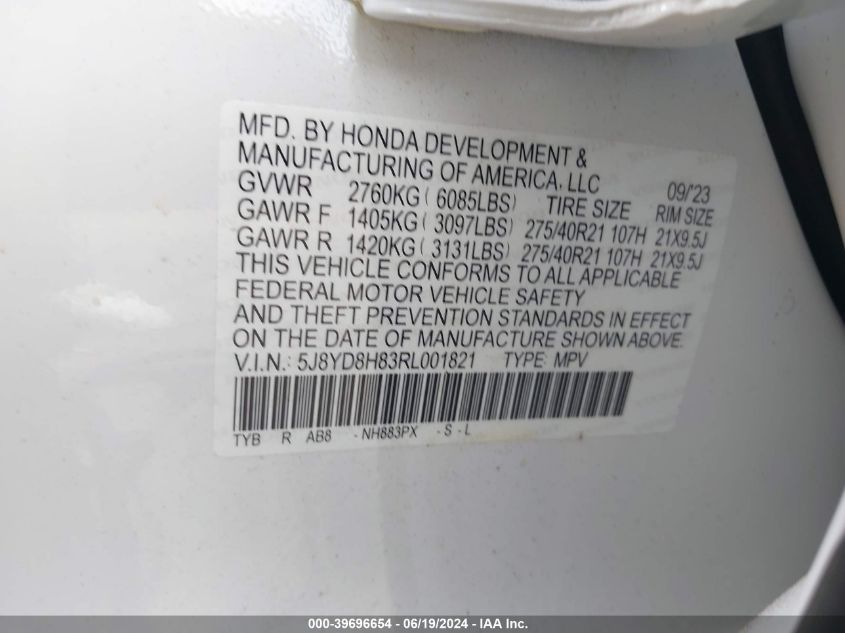 MFD. BY HONDA DEVELOPMENT &
MANUFACTURING OF AMERICA, LLC 09/'23
GVWR 2760KG ( 6085LBS) TIRE SIZE RIM SIZE
GAWR F 1405KG ( 3097LBS) 275/40R21 107H 21X9.5J
GAWR R 1420KG ( 3131LBS) 275/40R21 107H 21X9.5J
THIS VEHICLE CONFORMS TO ALL APPLICABLE
FEDERAL MOTOR VEHICLE SAFETY
AND THEFT PREVENTION STANDARDS IN EFFECT
ON THE DATE OF MANUFACTURE SHOWN ABOVE.
V.I.N.: 5J8YD8H83RL001821 TYPE: MPV
TYB R AB8 - NH883PX - S - L
000-39696654 - 06/19/2024 - IAA Inc.